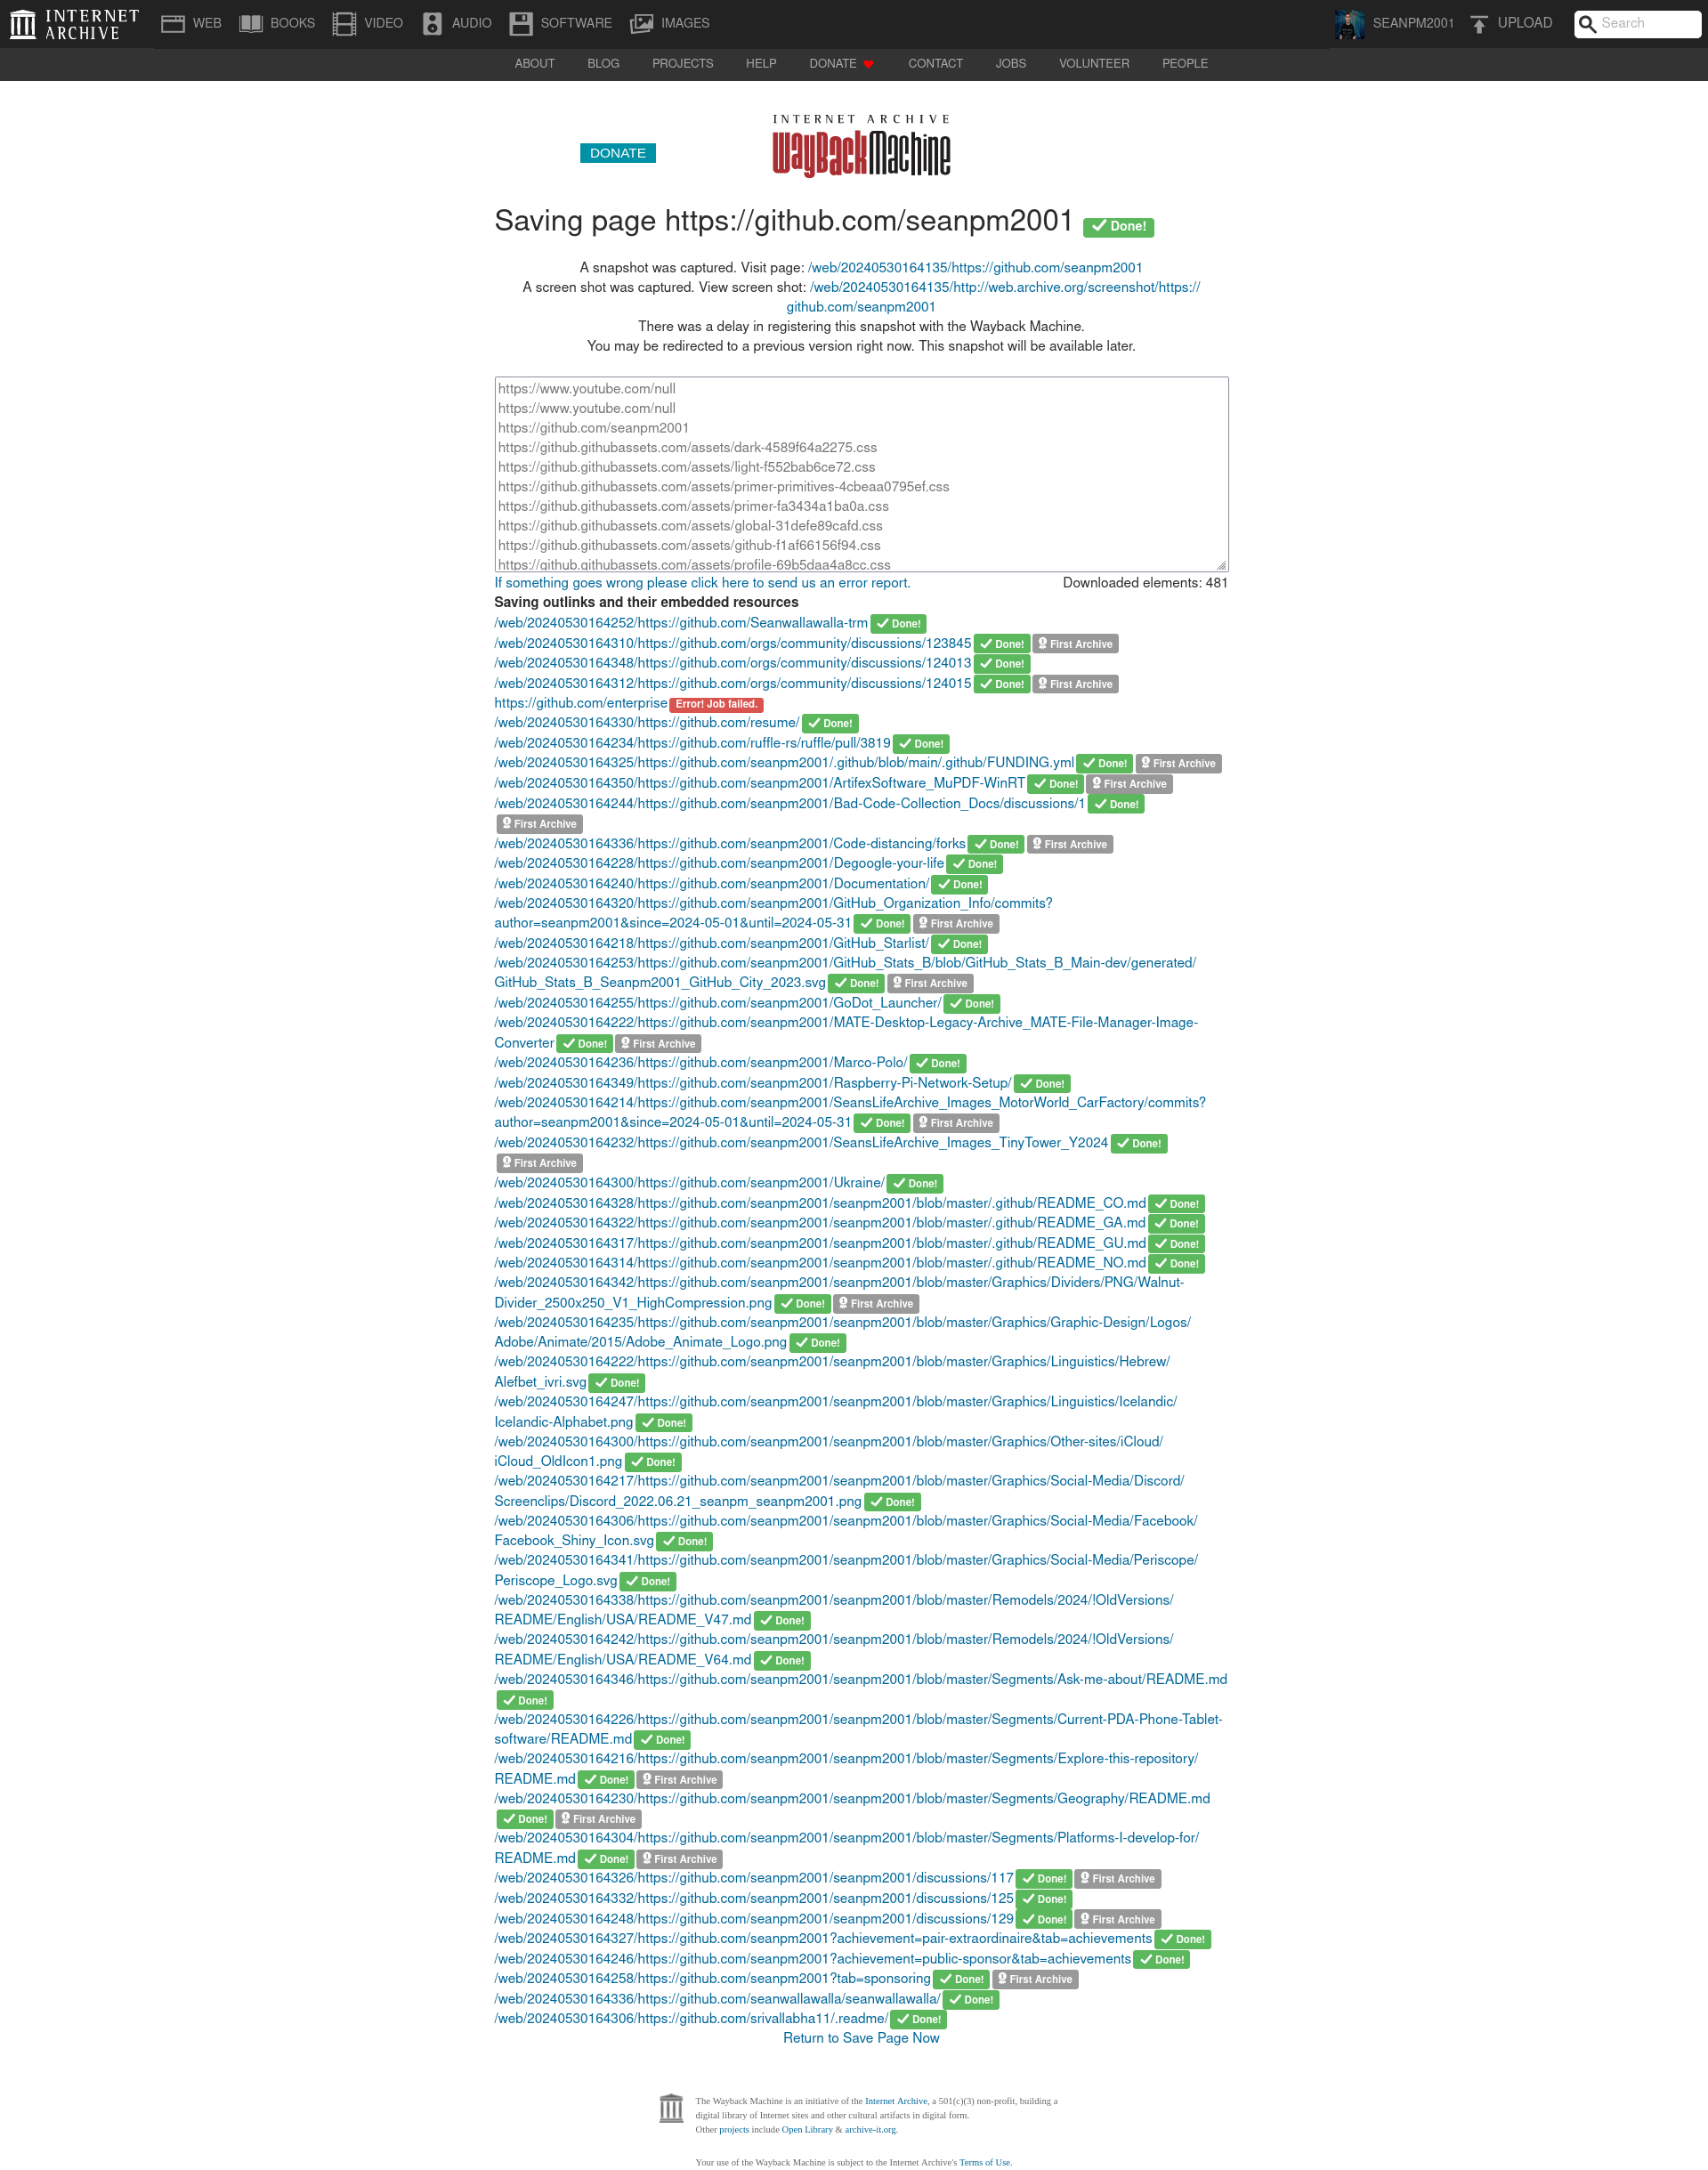 INTERNET ARCHIVE
WEB BOOKS VIDEO AUDIO SOFTWARE IMAGES SEANPM2001 UPLOAD Search
ABOUT BLOG PROJECTS HELP DONATE CONTACT JOBS VOLUNTEER PEOPLE
INTERNET ARCHIVE
WayBackMachine
DONATE
Saving page https://github.com/seanpm2001 Done!
A snapshot was captured. Visit page: /web/20240530164135/https://github.com/seanpm2001
A screen shot was captured. View screen shot: /web/20240530164135/http://web.archive.org/screenshot/https://
github.com/seanpm2001
There was a delay in registering this snapshot with the Wayback Machine.
You may be redirected to a previous version right now. This snapshot will be available later.
https://www.youtube.com/null
https://www.youtube.com/null
https://github.com/seanpm2001
https://github.githubassets.com/assets/dark-4589f64a2275.css
https://github.githubassets.com/assets/light-f552bab6ce72.css
https://github.githubassets.com/assets/primer-primitives-4cbeaa0795ef.css
https://github.githubassets.com/assets/primer-fa3434a1ba0a.css
https://github.githubassets.com/assets/global-31defe89cafd.css
https://github.githubassets.com/assets/github-f1af66156f94.css
https://github.githubassets.com/assets/profile-69b5daa4a8cc.css
If something goes wrong please click here to send us an error report. Downloaded elements: 481
Saving outlinks and their embedded resources
/web/20240530164252/https://github.com/Seanwallawalla-trm Done!
/web/20240530164310/https://github.com/orgs/community/discussions/123845 Done! First Archive
/web/20240530164348/https://github.com/orgs/community/discussions/124013 Done!
/web/20240530164312/https://github.com/orgs/community/discussions/124015 Done! First Archive
https://github.com/enterprise Error! Job failed.
/web/20240530164330/https://github.com/resume/ Done!
/web/20240530164234/https://github.com/ruffle-rs/ruffle/pull/3819 Done!
/web/20240530164325/https://github.com/seanpm2001/.github/blob/main/.github/FUNDING.yml Done! First Archive
/web/20240530164350/https://github.com/seanpm2001/ArtifexSoftware_MuPDF-WinRT Done! First Archive
/web/20240530164244/https://github.com/seanpm2001/Bad-Code-Collection_Docs/discussions/1 Done!
First Archive
/web/20240530164336/https://github.com/seanpm2001/Code-distancing/forks Done! First Archive
/web/20240530164228/https://github.com/seanpm2001/Degoogle-your-life Done!
/web/20240530164240/https://github.com/seanpm2001/Documentation/ Done!
/web/20240530164320/https://github.com/seanpm2001/GitHub_Organization_Info/commits?
author=seanpm2001&since=2024-05-01&until=2024-05-31 Done! First Archive
/web/20240530164218/https://github.com/seanpm2001/GitHub_Starlist/ Done!
/web/20240530164253/https://github.com/seanpm2001/GitHub_Stats_B/blob/GitHub_Stats_B_Main-dev/generated/
GitHub_Stats_B_Seanpm2001_GitHub_City_2023.svg Done! First Archive
/web/20240530164255/https://github.com/seanpm2001/GoDot_Launcher/ Done!
/web/20240530164222/https://github.com/seanpm2001/MATE-Desktop-Legacy-Archive_MATE-File-Manager-Image-
Converter Done! First Archive
/web/20240530164236/https://github.com/seanpm2001/Marco-Polo/ Done!
/web/20240530164349/https://github.com/seanpm2001/Raspberry-Pi-Network-Setup/ Done!
/web/20240530164214/https://github.com/seanpm2001/SeansLifeArchive_Images_MotorWorld_CarFactory/commits?
author=seanpm2001&since=2024-05-01&until=2024-05-31 Done! First Archive
/web/20240530164232/https://github.com/seanpm2001/SeansLifeArchive_Images_TinyTower_Y2024 Done!
First Archive
/web/20240530164300/https://github.com/seanpm2001/Ukraine/ Done!
/web/20240530164328/https://github.com/seanpm2001/seanpm2001/blob/master/.github/README_CO.md Done!
/web/20240530164322/https://github.com/seanpm2001/seanpm2001/blob/master/.github/README_GA.md Done!
/web/20240530164317/https://github.com/seanpm2001/seanpm2001/blob/master/.github/README_GU.md Done!
/web/20240530164314/https://github.com/seanpm2001/seanpm2001/blob/master/.github/README_NO.md Done!
/web/20240530164342/https://github.com/seanpm2001/seanpm2001/blob/master/Graphics/Dividers/PNG/Walnut-
Divider_2500x250_V1_HighCompression.png Done! First Archive
/web/20240530164235/https://github.com/seanpm2001/seanpm2001/blob/master/Graphics/Graphic-Design/Logos/
Adobe/Animate/2015/Adobe_Animate_Logo.png Done!
/web/20240530164222/https://github.com/seanpm2001/seanpm2001/blob/master/Graphics/Linguistics/Hebrew/
Alefbet_ivri.svg Done!
/web/20240530164247/https://github.com/seanpm2001/seanpm2001/blob/master/Graphics/Linguistics/Icelandic/
Icelandic-Alphabet.png Done!
/web/20240530164300/https://github.com/seanpm2001/seanpm2001/blob/master/Graphics/Other-sites/iCloud/
iCloud_OldIcon1.png Done!
/web/20240530164217/https://github.com/seanpm2001/seanpm2001/blob/master/Graphics/Social-Media/Discord/
Screenclips/Discord_2022.06.21_seanpm_seanpm2001.png Done!
/web/20240530164306/https://github.com/seanpm2001/seanpm2001/blob/master/Graphics/Social-Media/Facebook/
Facebook_Shiny_Icon.svg Done!
/web/20240530164341/https://github.com/seanpm2001/seanpm2001/blob/master/Graphics/Social-Media/Periscope/
Periscope_Logo.svg Done!
/web/20240530164338/https://github.com/seanpm2001/seanpm2001/blob/master/Remodels/2024/!OldVersions/
README/English/USA/README_V47.md Done!
/web/20240530164242/https://github.com/seanpm2001/seanpm2001/blob/master/Remodels/2024/!OldVersions/
README/English/USA/README_V64.md Done!
/web/20240530164346/https://github.com/seanpm2001/seanpm2001/blob/master/Segments/Ask-me-about/README.md
Done!
/web/20240530164226/https://github.com/seanpm2001/seanpm2001/blob/master/Segments/Current-PDA-Phone-Tablet-
software/README.md Done!
/web/20240530164216/https://github.com/seanpm2001/seanpm2001/blob/master/Segments/Explore-this-repository/
README.md Done! First Archive
/web/20240530164230/https://github.com/seanpm2001/seanpm2001/blob/master/Segments/Geography/README.md
Done! First Archive
/web/20240530164304/https://github.com/seanpm2001/seanpm2001/blob/master/Segments/Platforms-I-develop-for/
README.md Done! First Archive
/web/20240530164326/https://github.com/seanpm2001/seanpm2001/discussions/117 Done! First Archive
/web/20240530164332/https://github.com/seanpm2001/seanpm2001/discussions/125 Done!
/web/20240530164248/https://github.com/seanpm2001/seanpm2001/discussions/129 Done! First Archive
/web/20240530164327/https://github.com/seanpm2001?achievement=pair-extraordinaire&tab=achievements Done!
/web/20240530164246/https://github.com/seanpm2001?achievement=public-sponsor&tab=achievements Done!
/web/20240530164258/https://github.com/seanpm2001?tab=sponsoring Done! First Archive
/web/20240530164336/https://github.com/seanwallawalla/seanwallawalla/ Done!
/web/20240530164306/https://github.com/srivallabha11/.readme/ Done!
Return to Save Page Now
The Wayback Machine is an initiative of the Internet Archive, a 501(c)(3) non-profit, building a
digital library of Internet sites and other cultural artifacts in digital form.
Other projects include Open Library & archive-it.org.
Your use of the Wayback Machine is subject to the Internet Archive's Terms of Use.